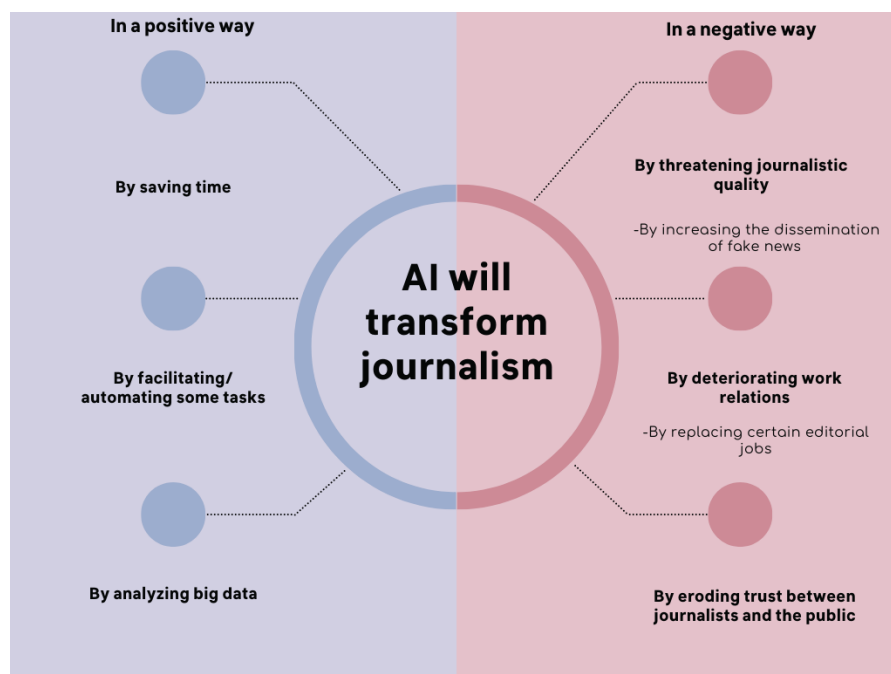 In a positive way
By saving time
By facilitating/
automating some tasks
By analyzing big data
AI will
transform
journalism
In a negative way
By threatening journalistic
quality
-By increasing the dissemination
of fake news
By deteriorating work
relations
-By replacing certain editorial
jobs
By eroding trust between
journalists and the public